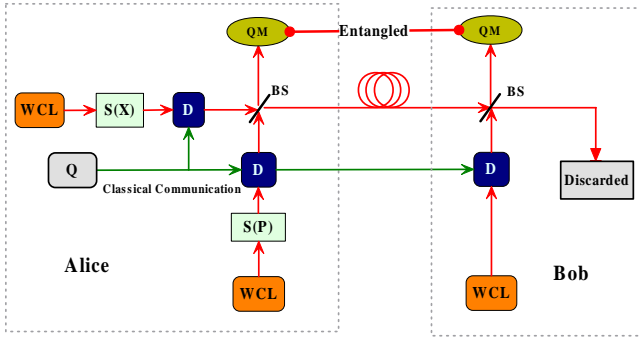 QM
Entangled
QM
BS
BS
WCL
S(X)
D
Q
Classical Communication
D
D
Discarded
S(P)
Alice
Bob
WCL
WCL